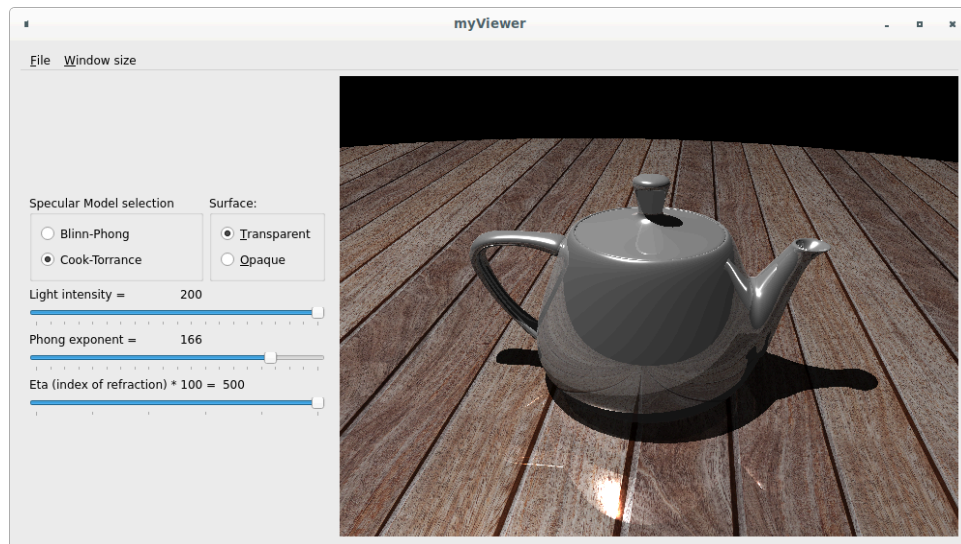 myViewer
File Window size
Specular Model selection Surface:
Blinn-Phong Transparent
Cook-Torrance Opaque
Light intensity = 200
Phong exponent = 166
Eta (index of refraction) * 100 = 500